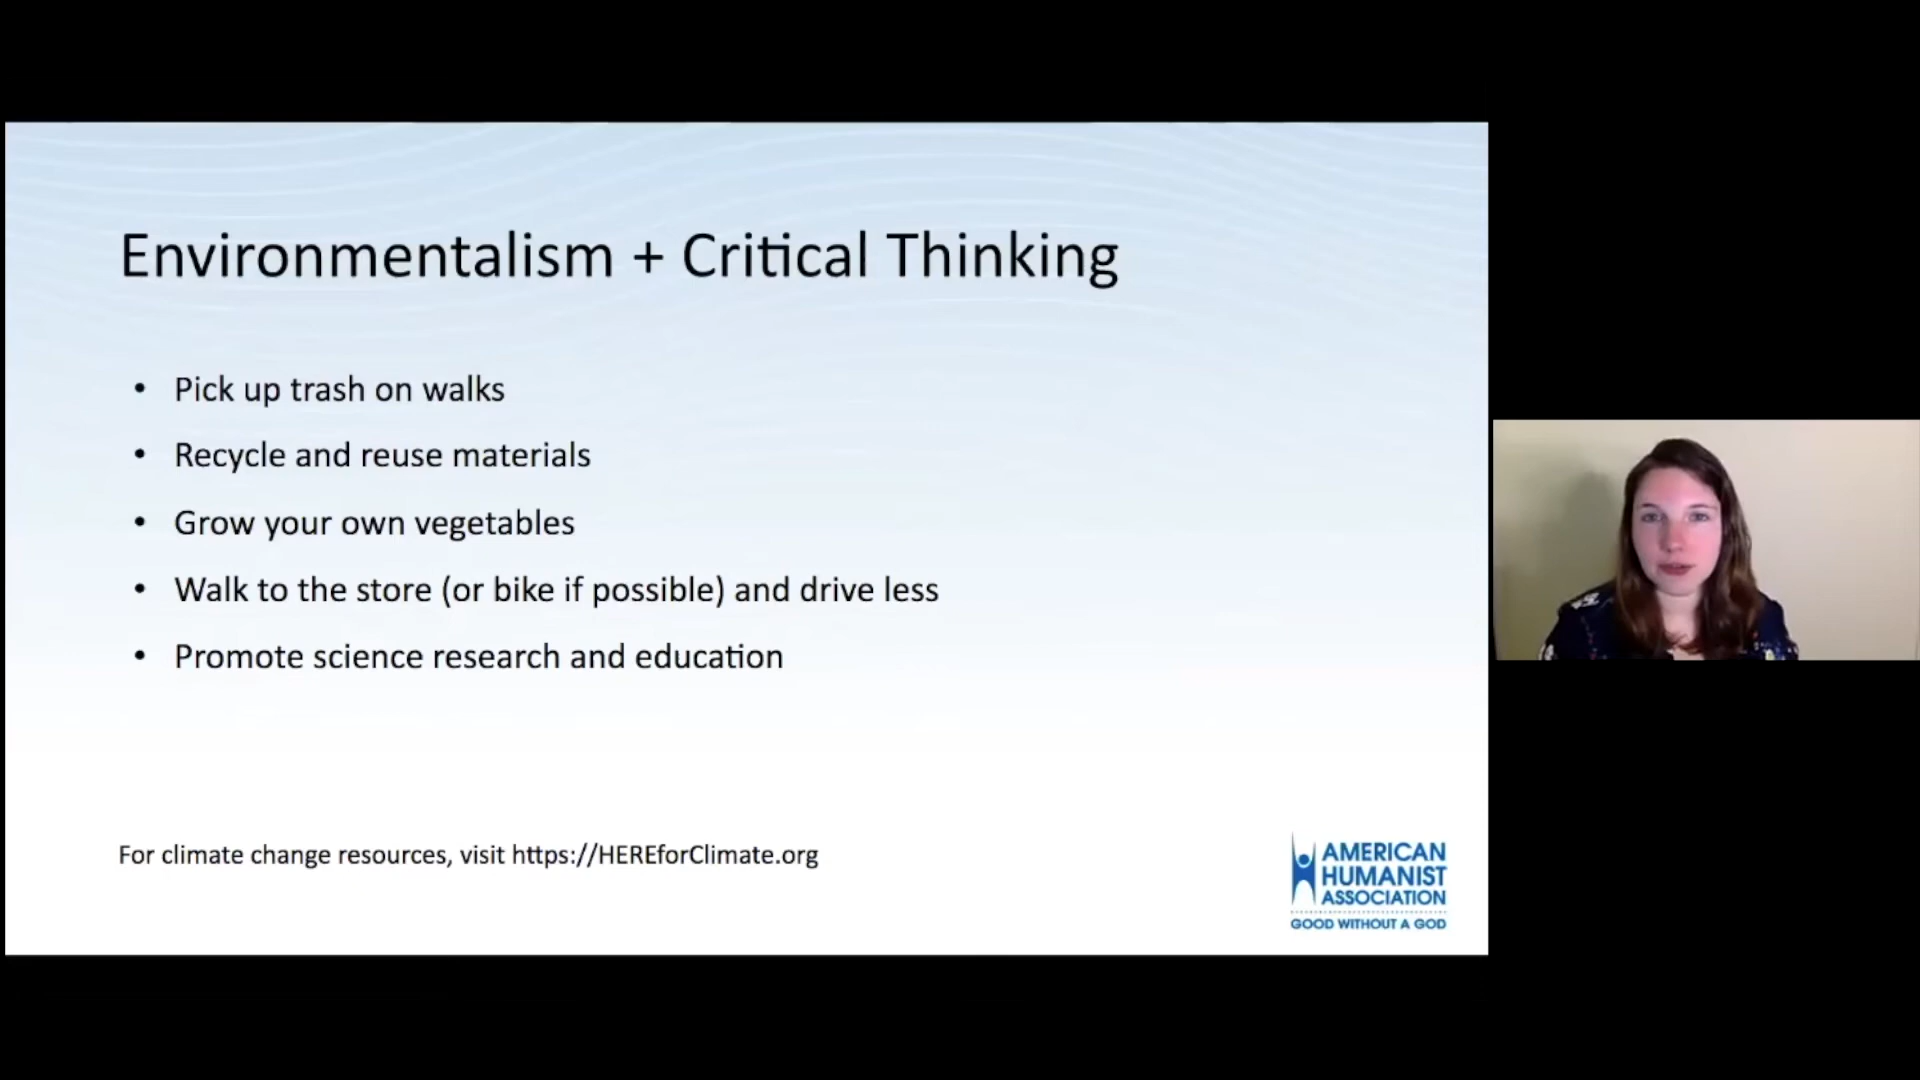 Environmentalism + Critical Thinking
• Pick up trash on walks
• Recycle and reuse materials
• Grow your own vegetables
• Walk to the store (or bike if possible) and drive less
• Promote science research and education
For climate change resources, visit https://HEREforClimate.org
AMERICAN
HUMANIST
ASSOCIATION
GOOD WITHOUT A GOD